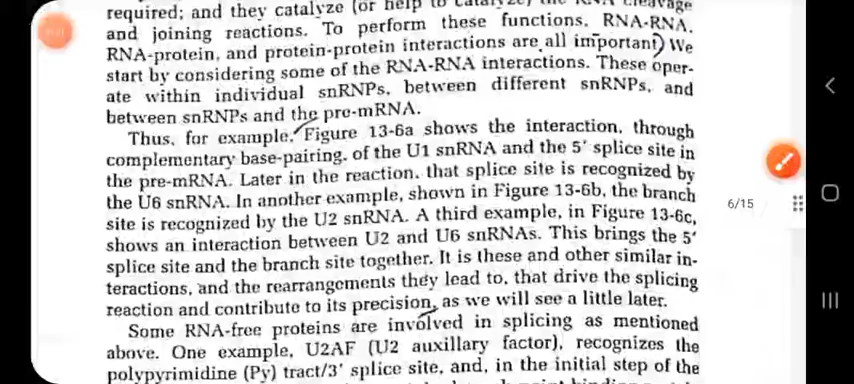 required; and they catalyze (or help to catalyze) the RNA cleavage
and joining reactions. To perform these functions, RNA-RNA,
RNA-protein, and protein-protein interactions are all important) We
start by considering some of the RNA-RNA interactions. These oper-
ate within individual snRNPs, between different snRNPs, and
between snRNPs and the pre-mRNA.
Thus, for example, Figure 13-6a shows the interaction, through
complementary base-pairing, of the U1 snRNA and the 5' splice site in
the pre-mRNA. Later in the reaction, that splice site is recognized by
the U6 snRNA. In another example, shown in Figure 13-6b, the branch
site is recognized by the U2 snRNA. A third example, in Figure 13-6c,
shows an interaction between U2 and U6 snRNAs. This brings the 5'
splice site and the branch site together. It is these and other similar in-
teractions, and the rearrangements they lead to, that drive the splicing
reaction and contribute to its precision, as we will see a little later.
Some RNA-free proteins are involved in splicing as mentioned
above. One example, U2AF (U2 auxillary factor), recognizes the
polypyrimidine (Py) tract/3' splice site, and, in the initial step of the
6/15